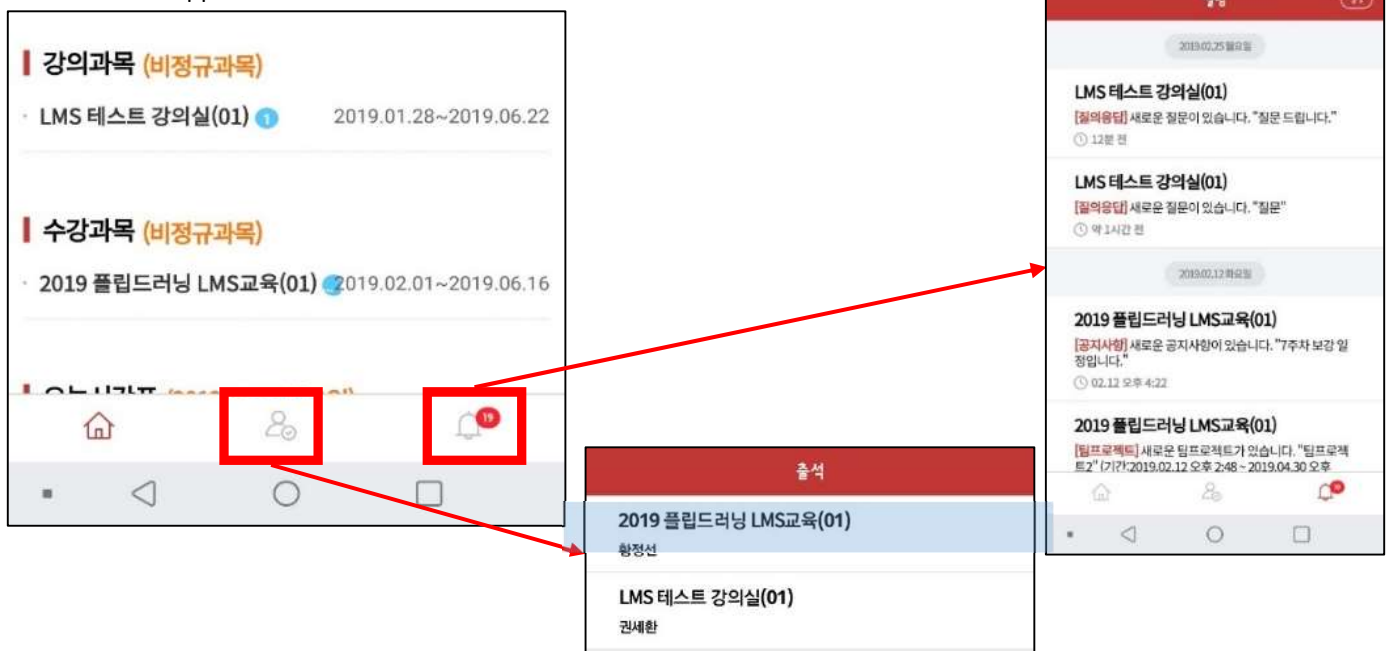 강의과목 (비정규과목)
· LMS 테스트 강의실(01) 1 2019.01.28~2019.06.22
수강과목 (비정규과목)
· 2019 플립드러닝 LMS교육(01) 2019.02.01~2019.06.16
19
출석
2019 플립드러닝 LMS교육(01)
황정선
LMS 테스트 강의실(01)
권세환
2019.02.25 월요일
LMS 테스트 강의실(01)
[질의응답] 새로운 질문이 있습니다. "질문 드립니다."
12분 전
LMS 테스트 강의실(01)
[질의응답] 새로운 질문이 있습니다. "질문"
약 1시간 전
2019.02.12 화요일
2019 플립드러닝 LMS교육(01)
[공지사항] 새로운 공지사항이 있습니다. "7주차 보강 일
정입니다."
02.12 오후 4:22
2019 플립드러닝 LMS교육(01)
[팀프로젝트] 새로운 팀프로젝트가 있습니다. "팀프로젝
트2" (기간:2019.02.12 오후 2:48 ~ 2019.04.30 오후